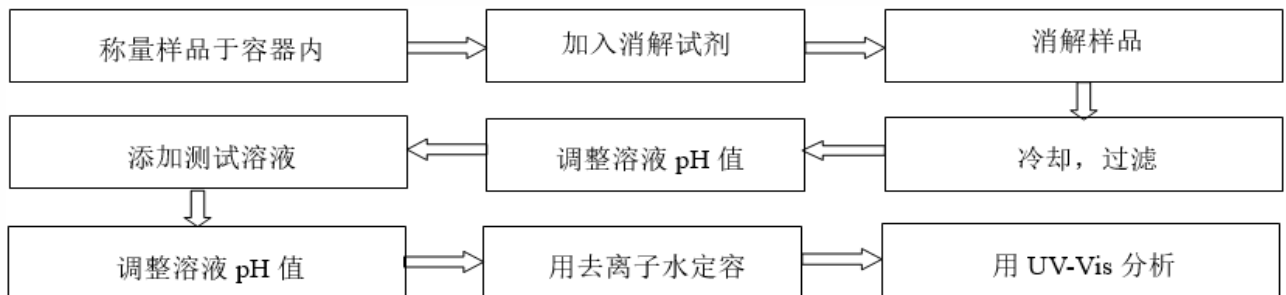 称量样品于容器内
加入消解试剂
消解样品
冷却，过滤
调整溶液 pH 值
添加测试溶液
调整溶液 pH 值
用去离子水定容
用 UV-Vis 分析